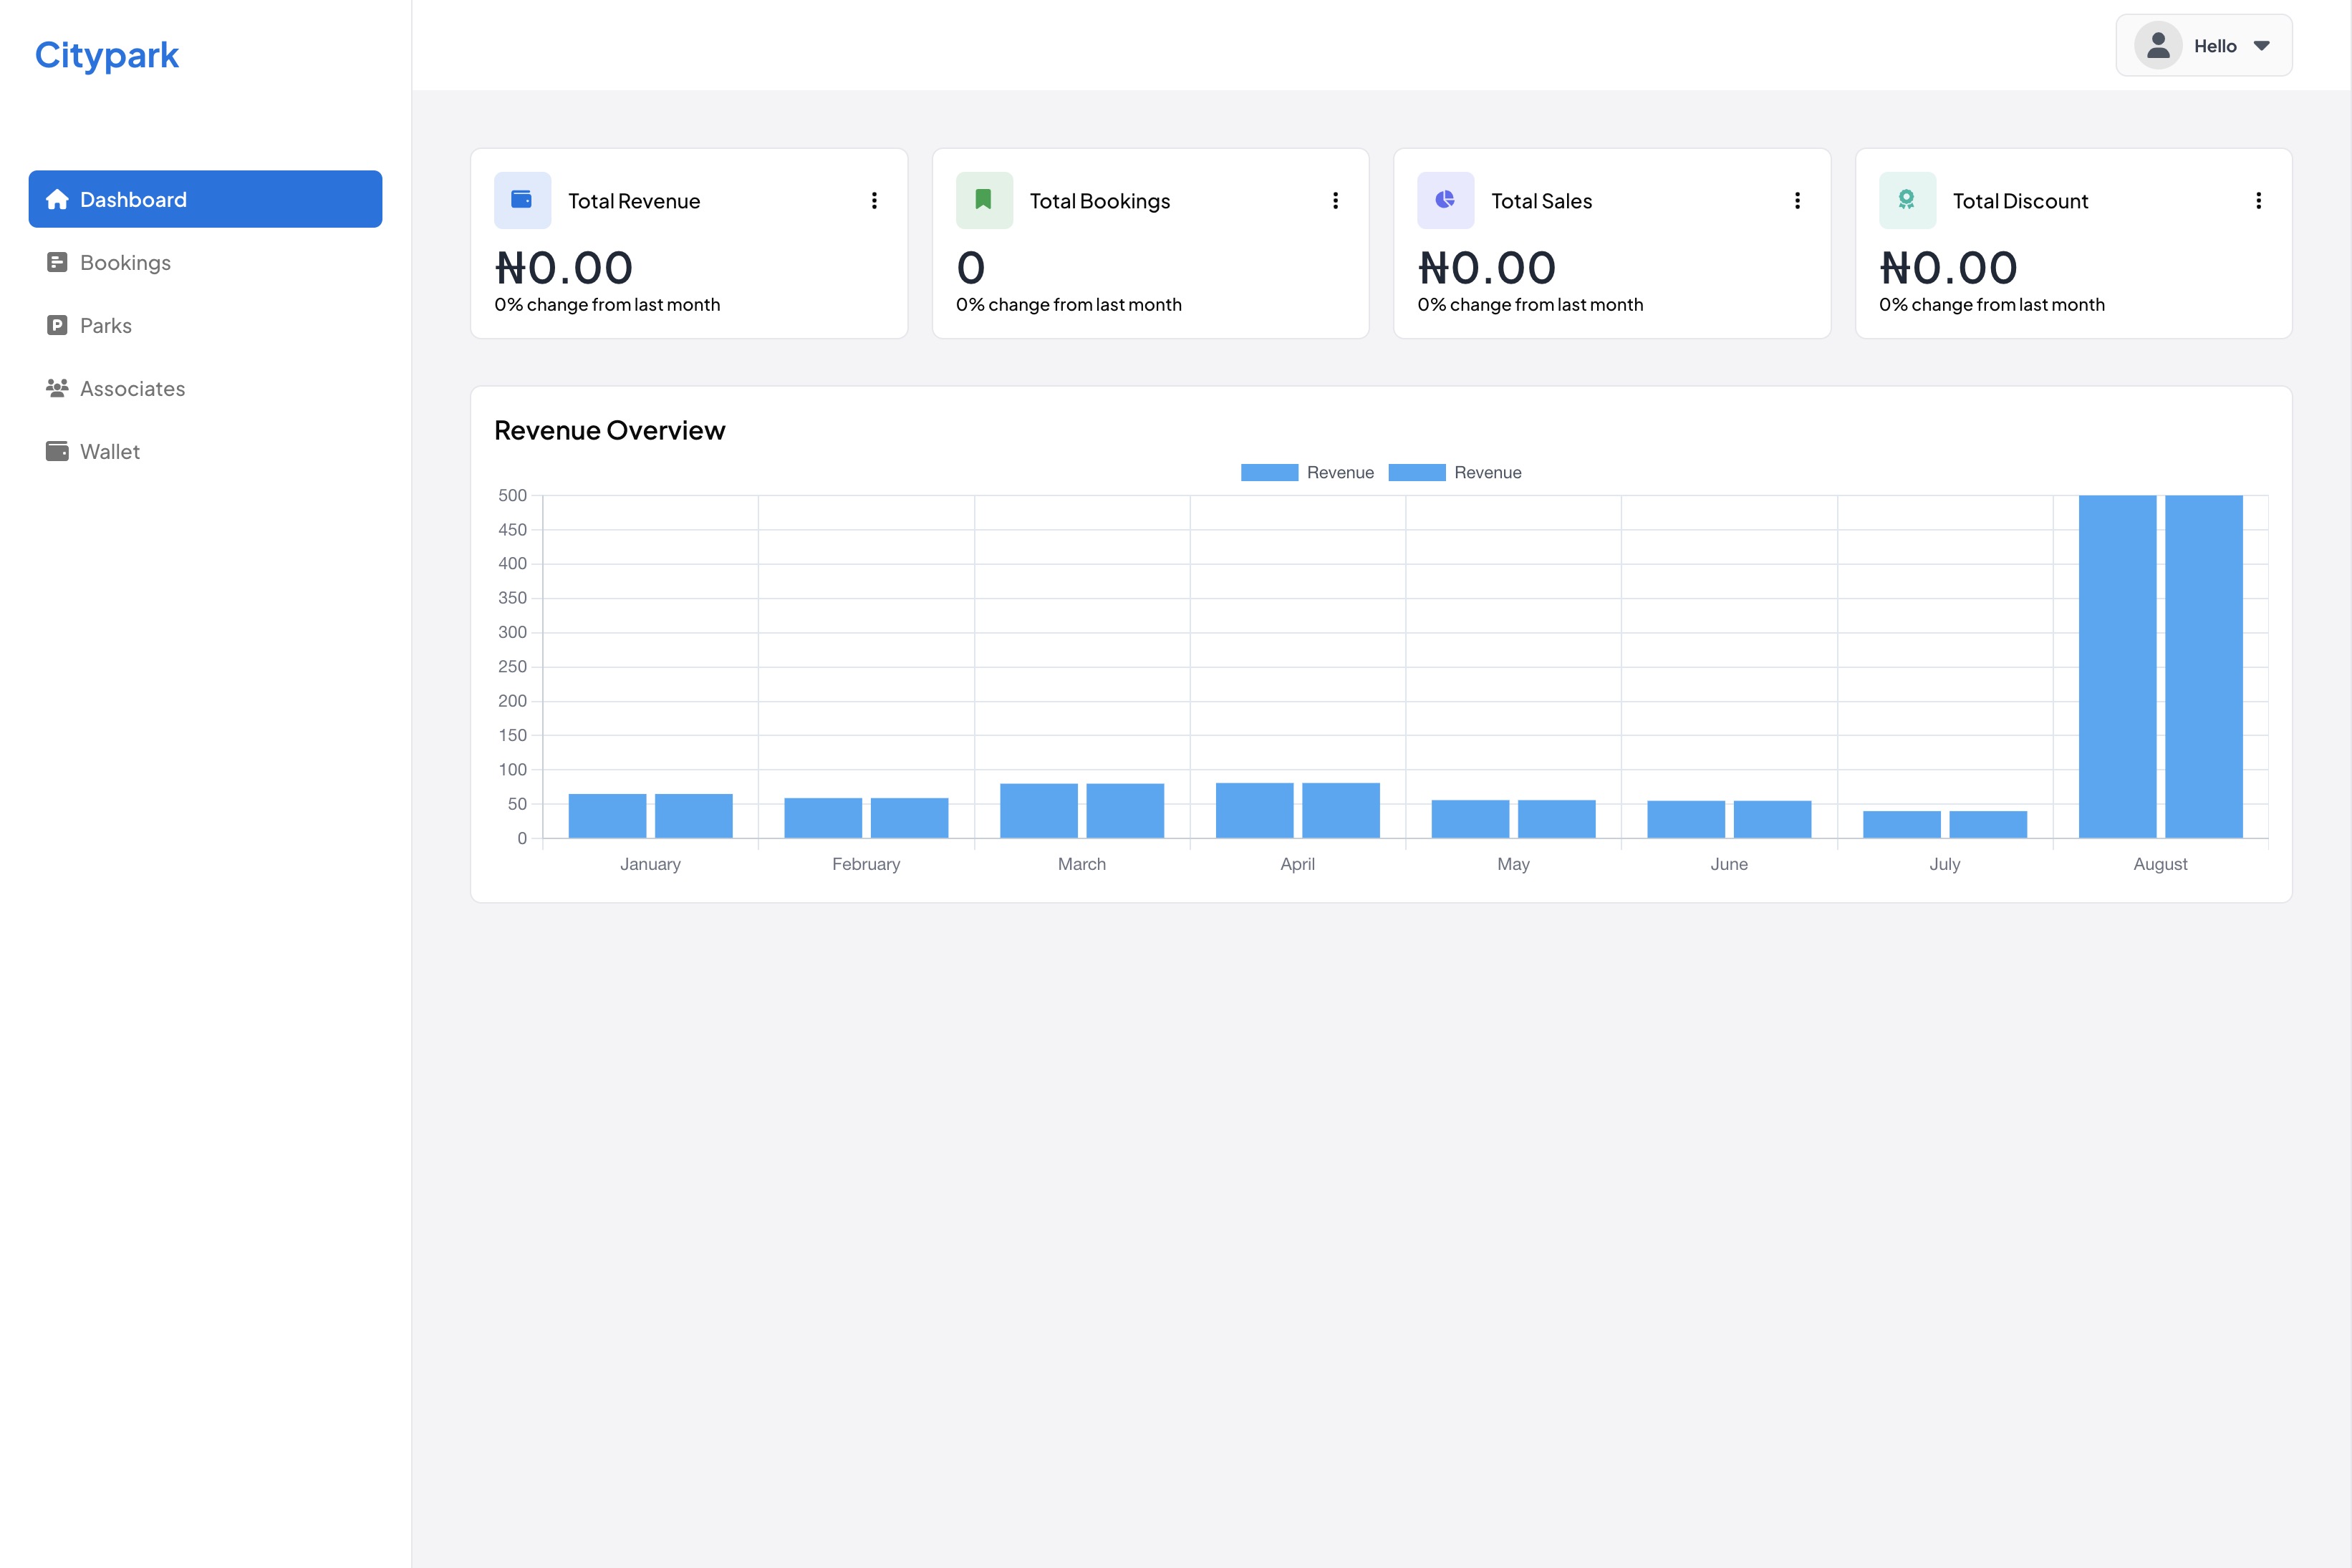 Citypark
Hello
Dashboard
Bookings
Parks
Associates
Wallet
Total Revenue
₦0.00
0% change from last month
Total Bookings
0
0% change from last month
Total Sales
₦0.00
0% change from last month
Total Discount
₦0.00
0% change from last month
Revenue Overview
Revenue Revenue
500
450
400
350
300
250
200
150
100
50
0
January February March April May June July August